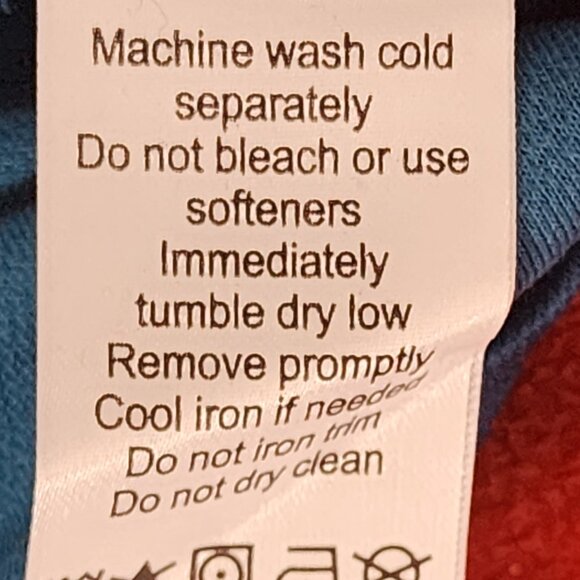 Machine wash cold
separately
Do not bleach or use
softeners
Immediately
tumble dry low
Remove promptly
Cool iron if needed
Do not iron trim
Do not dry clean